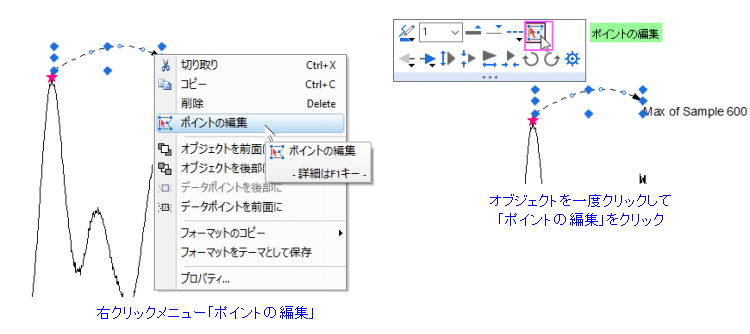 切り取り Ctrl+X
コピー Ctrl+C
削除 Delete
ポイントの編集
オブジェクトを前面に
オブジェクトを後部に
データポイントを後部に
データポイントを前面に
フォーマットのコピー
フォーマットをテーマとして保存
プロパティ...
ポイントの編集
- 詳細はF1キー -
右クリックメニュー「ポイントの編集」
1
ポイントの編集
Max of Sample 600
オブジェクトを一度クリックして
「ポイントの編集」をクリック